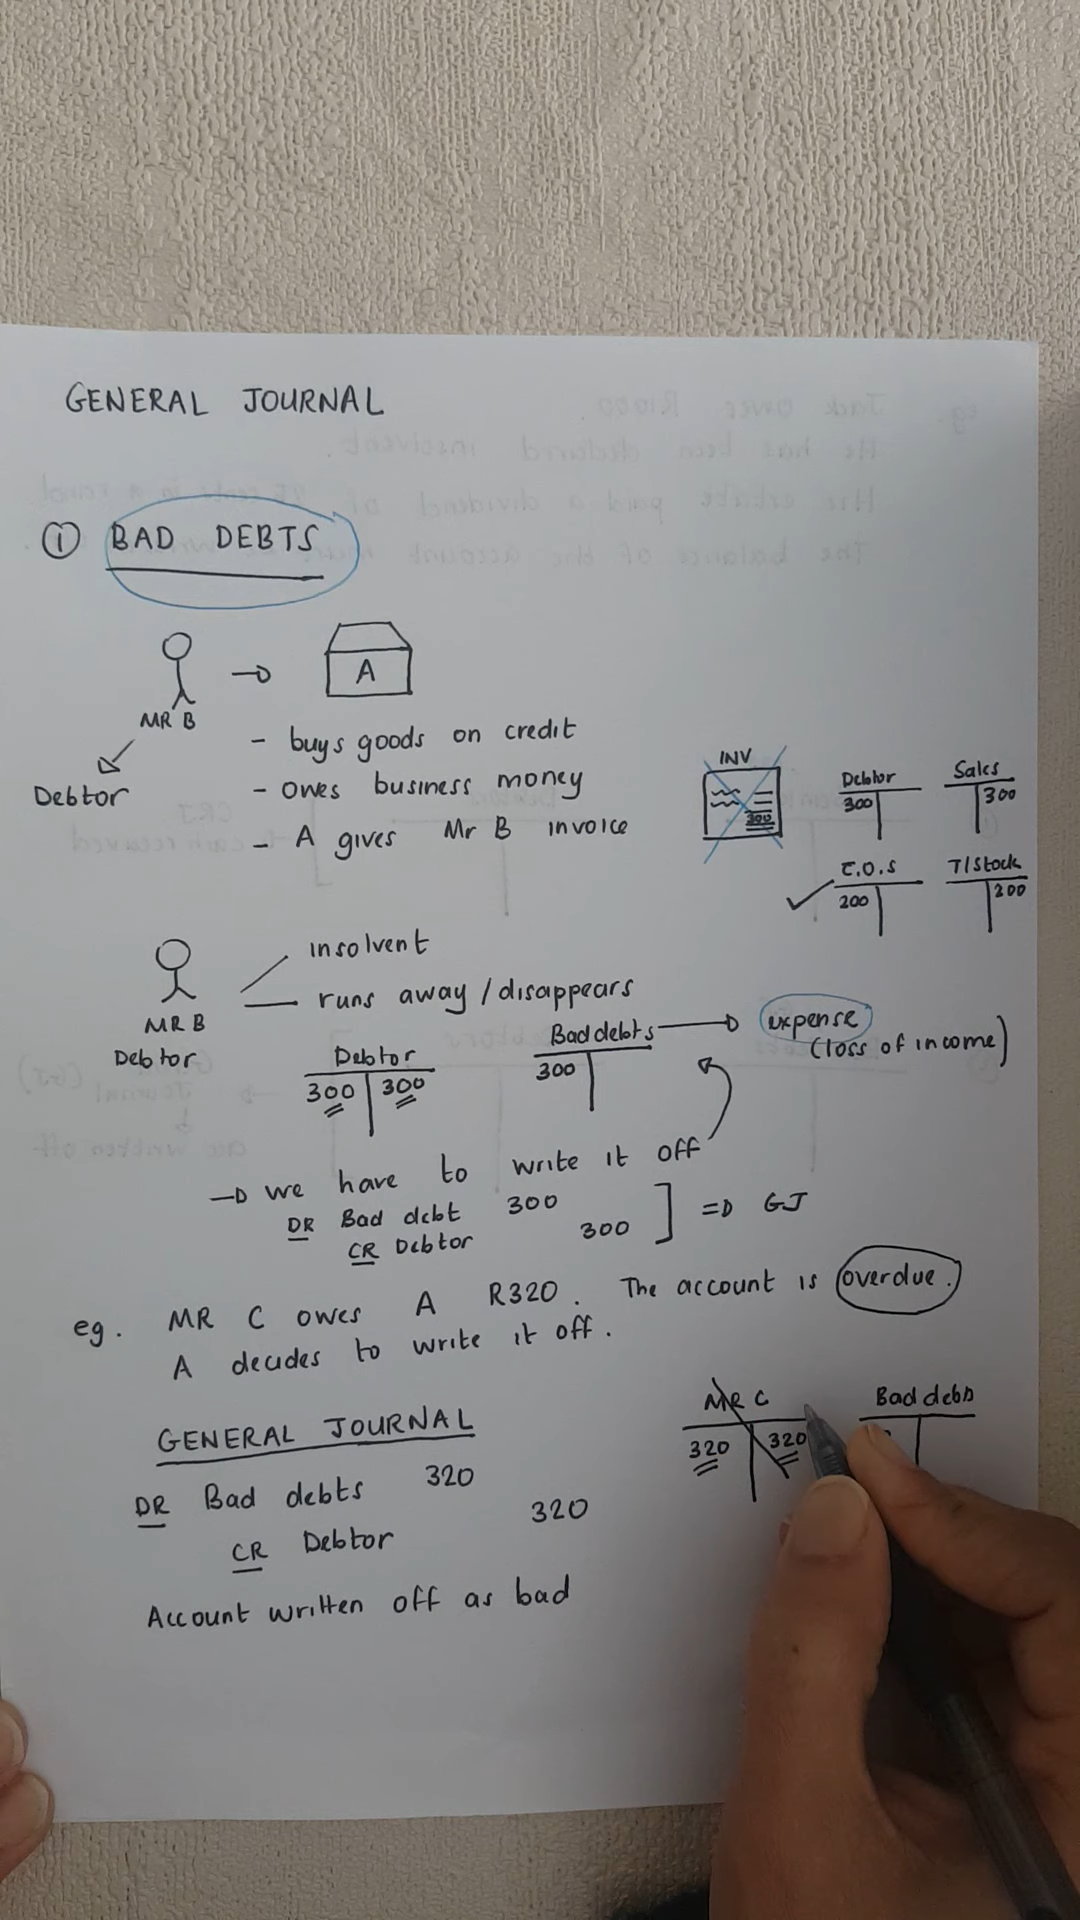 GENERAL JOURNAL
① BAD DEBTS
A
MR B
Debtor
- buys goods on credit
- owes business money
- A gives Mr B invoice
INV
300
Debtor
300
Sales
300
C.O.S
200
T/Stock
200
MR B
Debtor
insolvent
runs away / disappears
Debtor
300 300
Bad debts
300
expense
(loss of income)
we have to write it off
DR Bad debt 300
CR Debtor 300
GJ
eg. MR C owes A R320. The account is overdue.
A decides to write it off.
GENERAL JOURNAL
DR Bad debts 320
CR Debtor 320
Account written off as bad
MR C
320 320
Bad debts